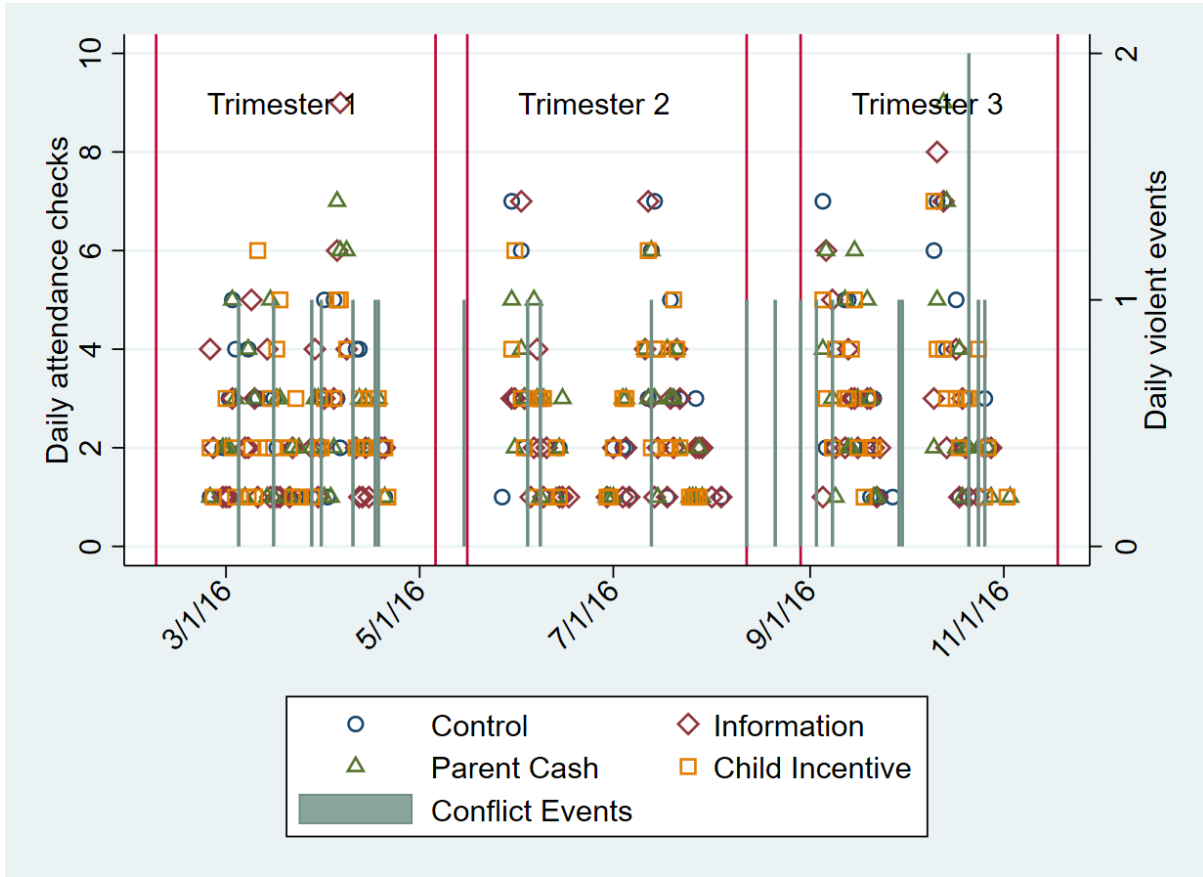 Trimester 1
Trimester 2
Trimester 3
Daily attendance checks
10
8
6
4
2
0
Daily violent events
2
1
0
3/1/16
5/1/16
7/1/16
9/1/16
11/1/16
Control
Information
Parent Cash
Child Incentive
Conflict Events